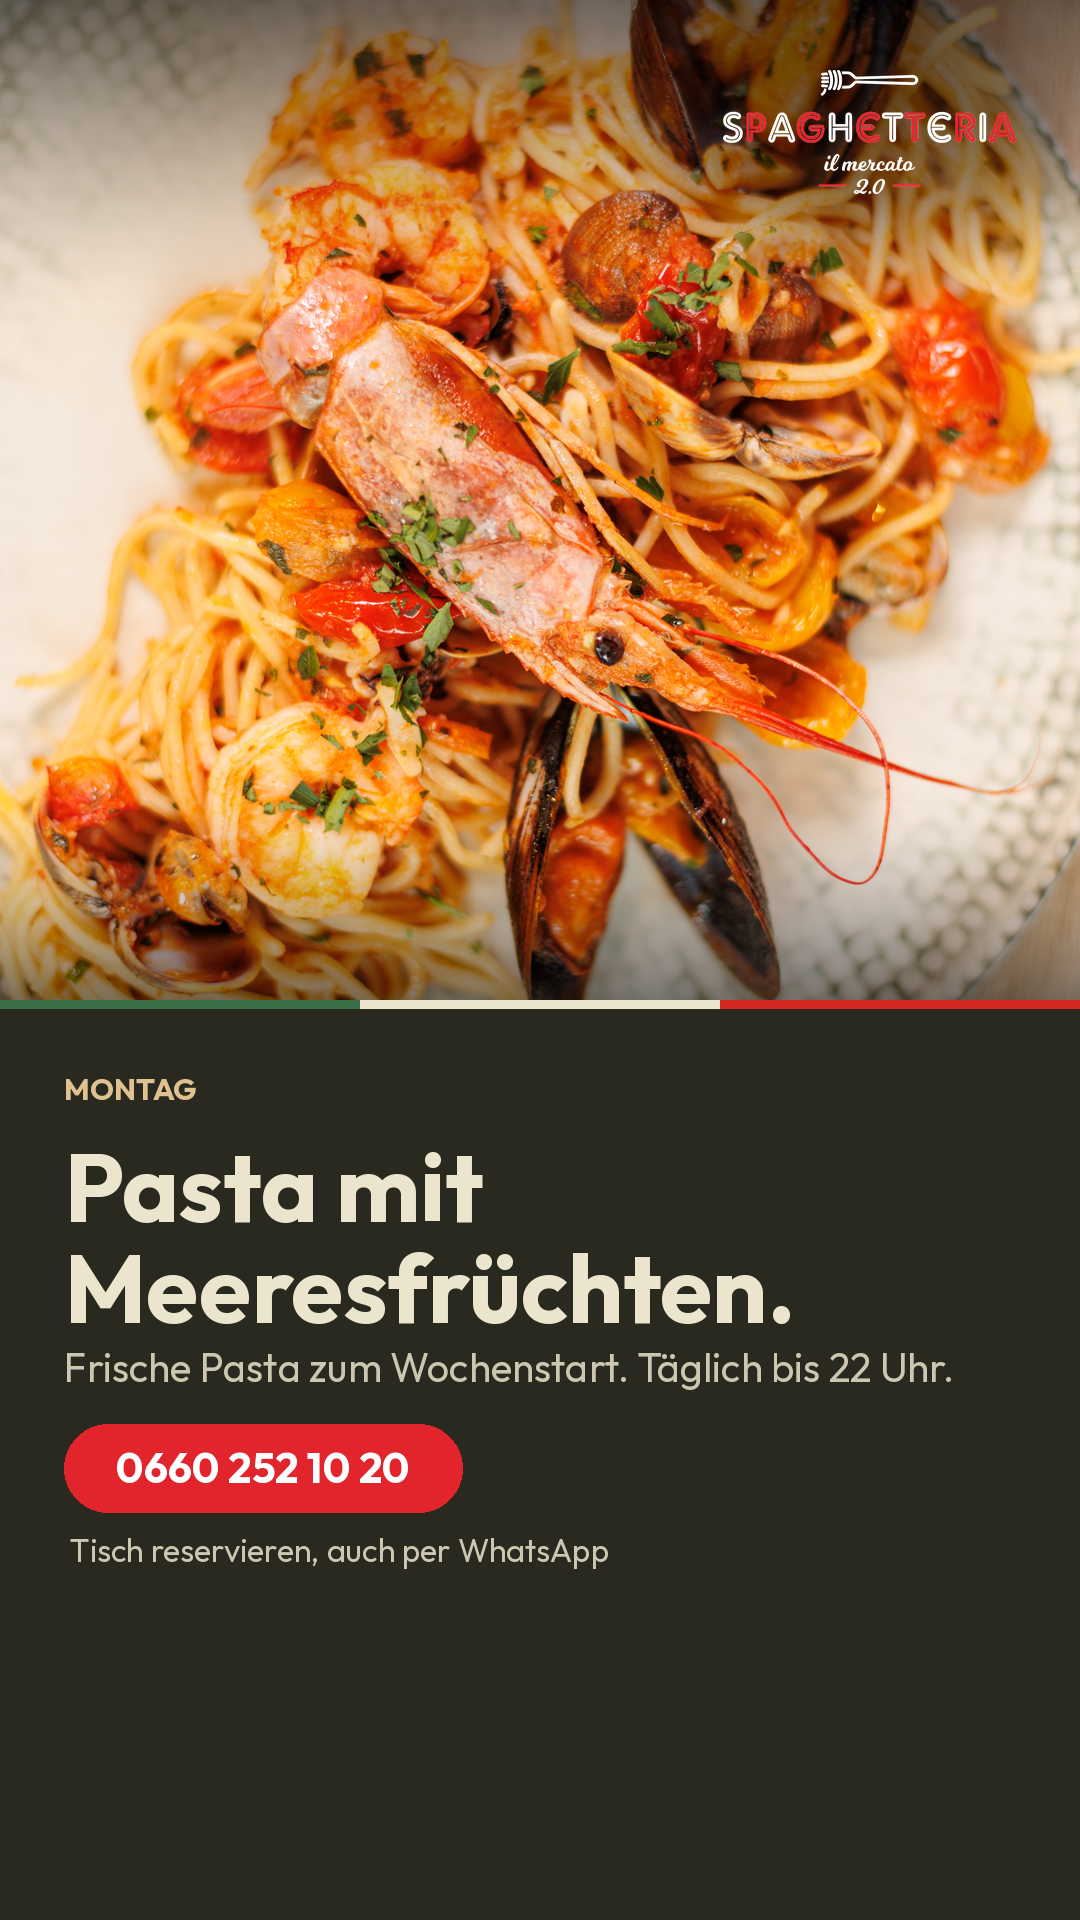 SPAGHETTERIA
il mercato
2.0
MONTAG
Pasta mit
Meeresfrüchten.
Frische Pasta zum Wochenstart. Täglich bis 22 Uhr.
0660 252 10 20
Tisch reservieren, auch per WhatsApp